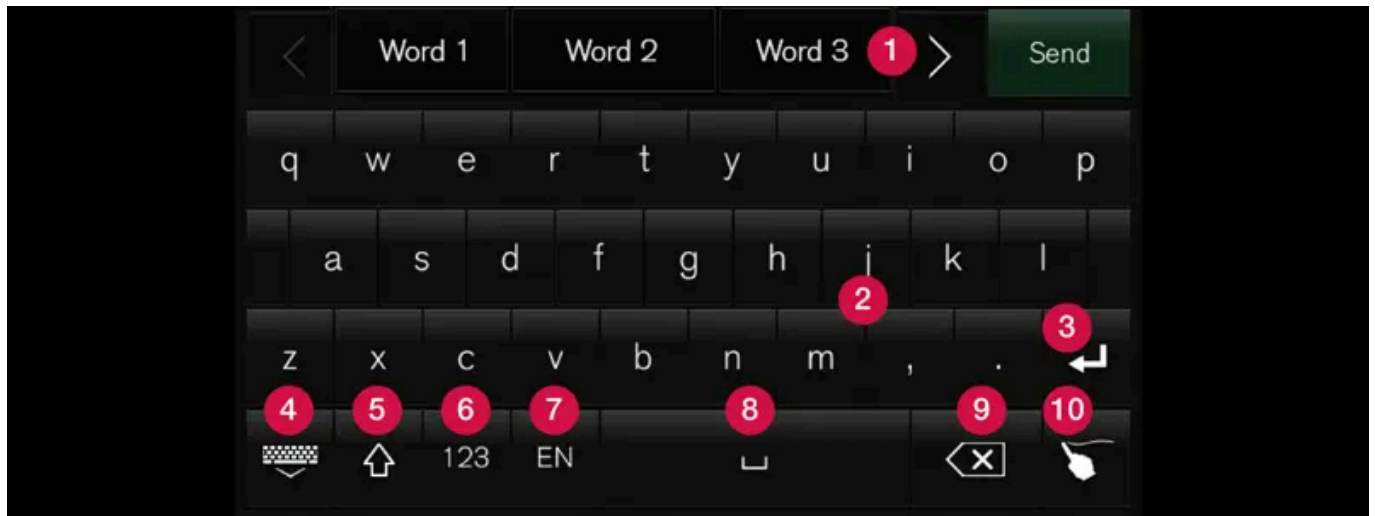 Word 1 Word 2 Word 3 1 Send
q w e r t y u i o p
a s d f g h j k l
2
3
z x c v b n m , .
4 5 6 7 8 9 10
123 EN